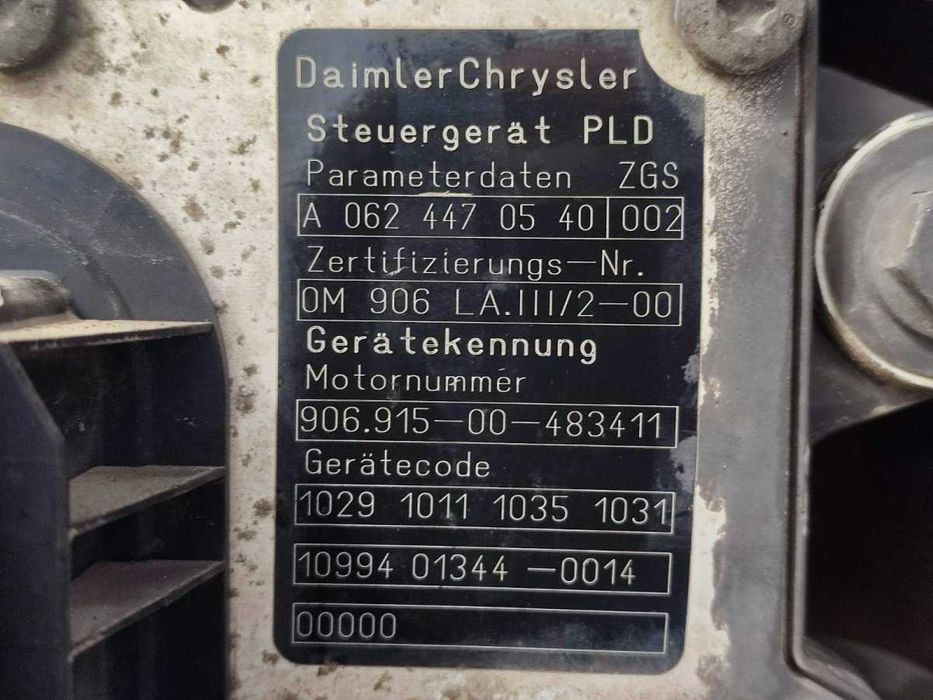 DaimlerChrysler
Steuergerät PLD
Parameterdaten ZGS
A 062 447 05 40 002
Zertifizierungs-Nr.
OM 906 LA.III/2-00
Gerätekennung
Motornummer
906.915-00-483411
Gerätecode
1029 1011 1035 1031
10994 01344 -0014
00000